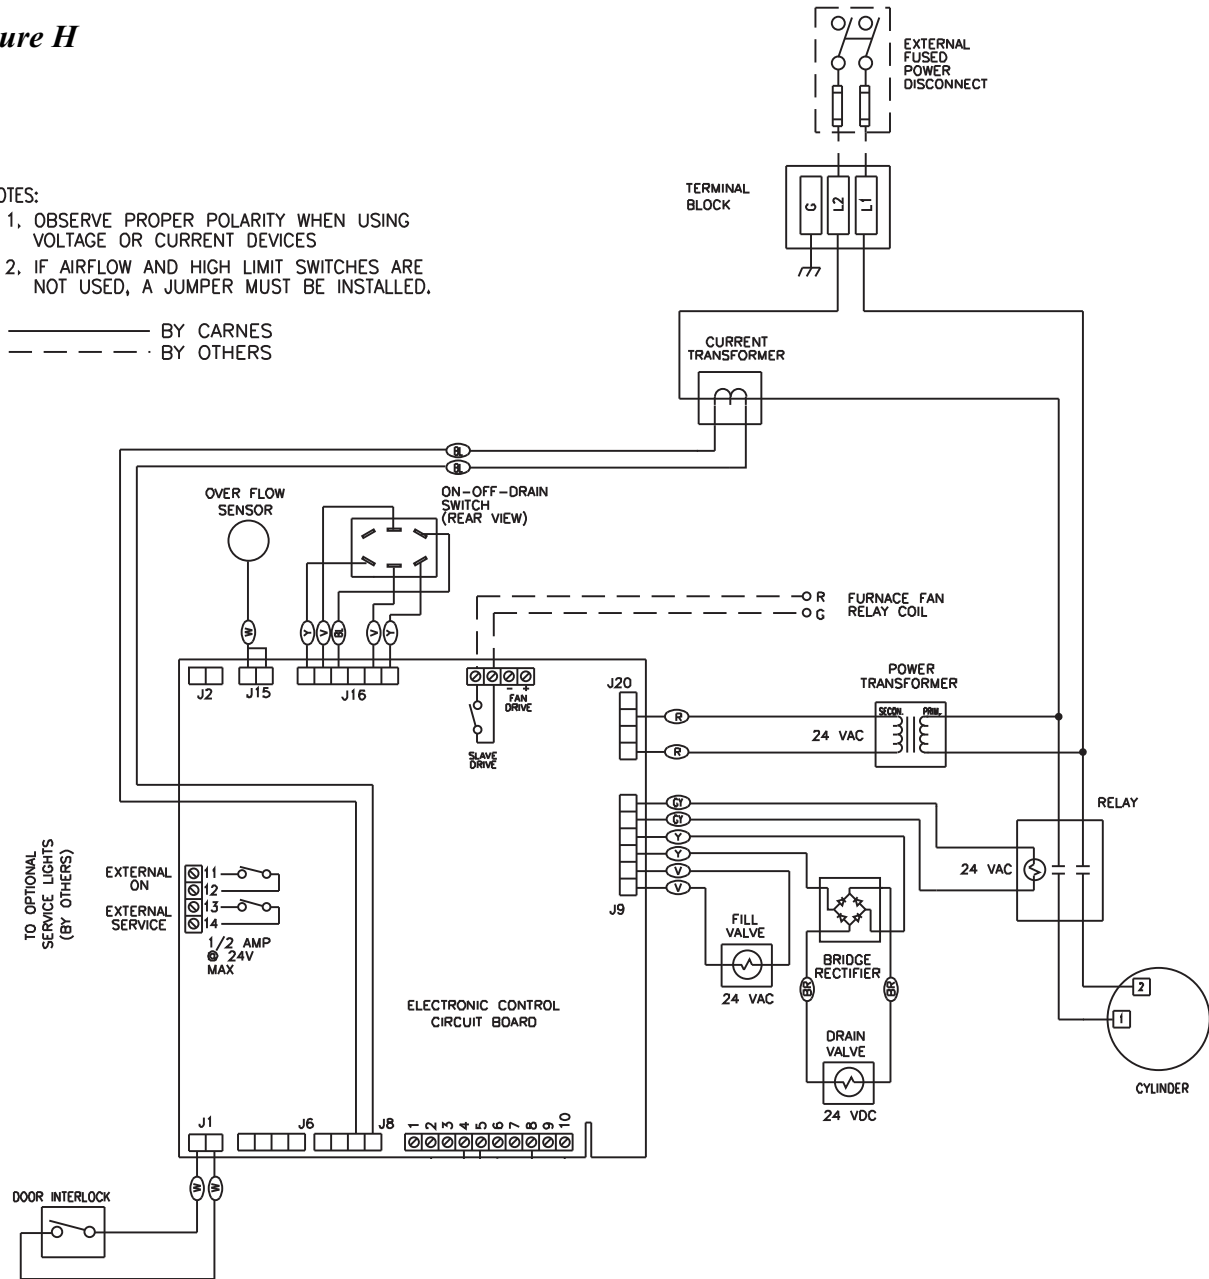 ure H
EXTERNAL
FUSED
POWER
DISCONNECT
OTES:
1, OBSERVE PROPER POLARITY WHEN USING
VOLTAGE OR CURRENT DEVICES
2, IF AIRFLOW AND HIGH LIMIT SWITCHES ARE
NOT USED, A JUMPER MUST BE INSTALLED.
BY CARNES
BY OTHERS
TERMINAL
BLOCK
G
L2
L1
CURRENT
TRANSFORMER
BL
BL
OVER FLOW
SENSOR
ON-OFF-DRAIN
SWITCH
(REAR VIEW)
R
G
FURNACE FAN
RELAY COIL
W
Y
V
BL
V
Y
J2
J15
J16
- +
FAN
DRIVE
SLAVE
DRIVE
J20
R
R
POWER
TRANSFORMER
SECON.
PRIM.
24 VAC
GY
GY
Y
Y
V
V
J9
RELAY
24 VAC
TO OPTIONAL
SERVICE LIGHTS
(BY OTHERS)
EXTERNAL
ON
EXTERNAL
SERVICE
11
12
13
14
1/2 AMP
@ 24V
MAX
FILL
VALVE
24 VAC
BRIDGE
RECTIFIER
BR
BR
DRAIN
VALVE
24 VDC
2
1
CYLINDER
ELECTRONIC CONTROL
CIRCUIT BOARD
J1
J6
J8
1 2 3 4 5 6 7 8 9 10
W
W
DOOR INTERLOCK